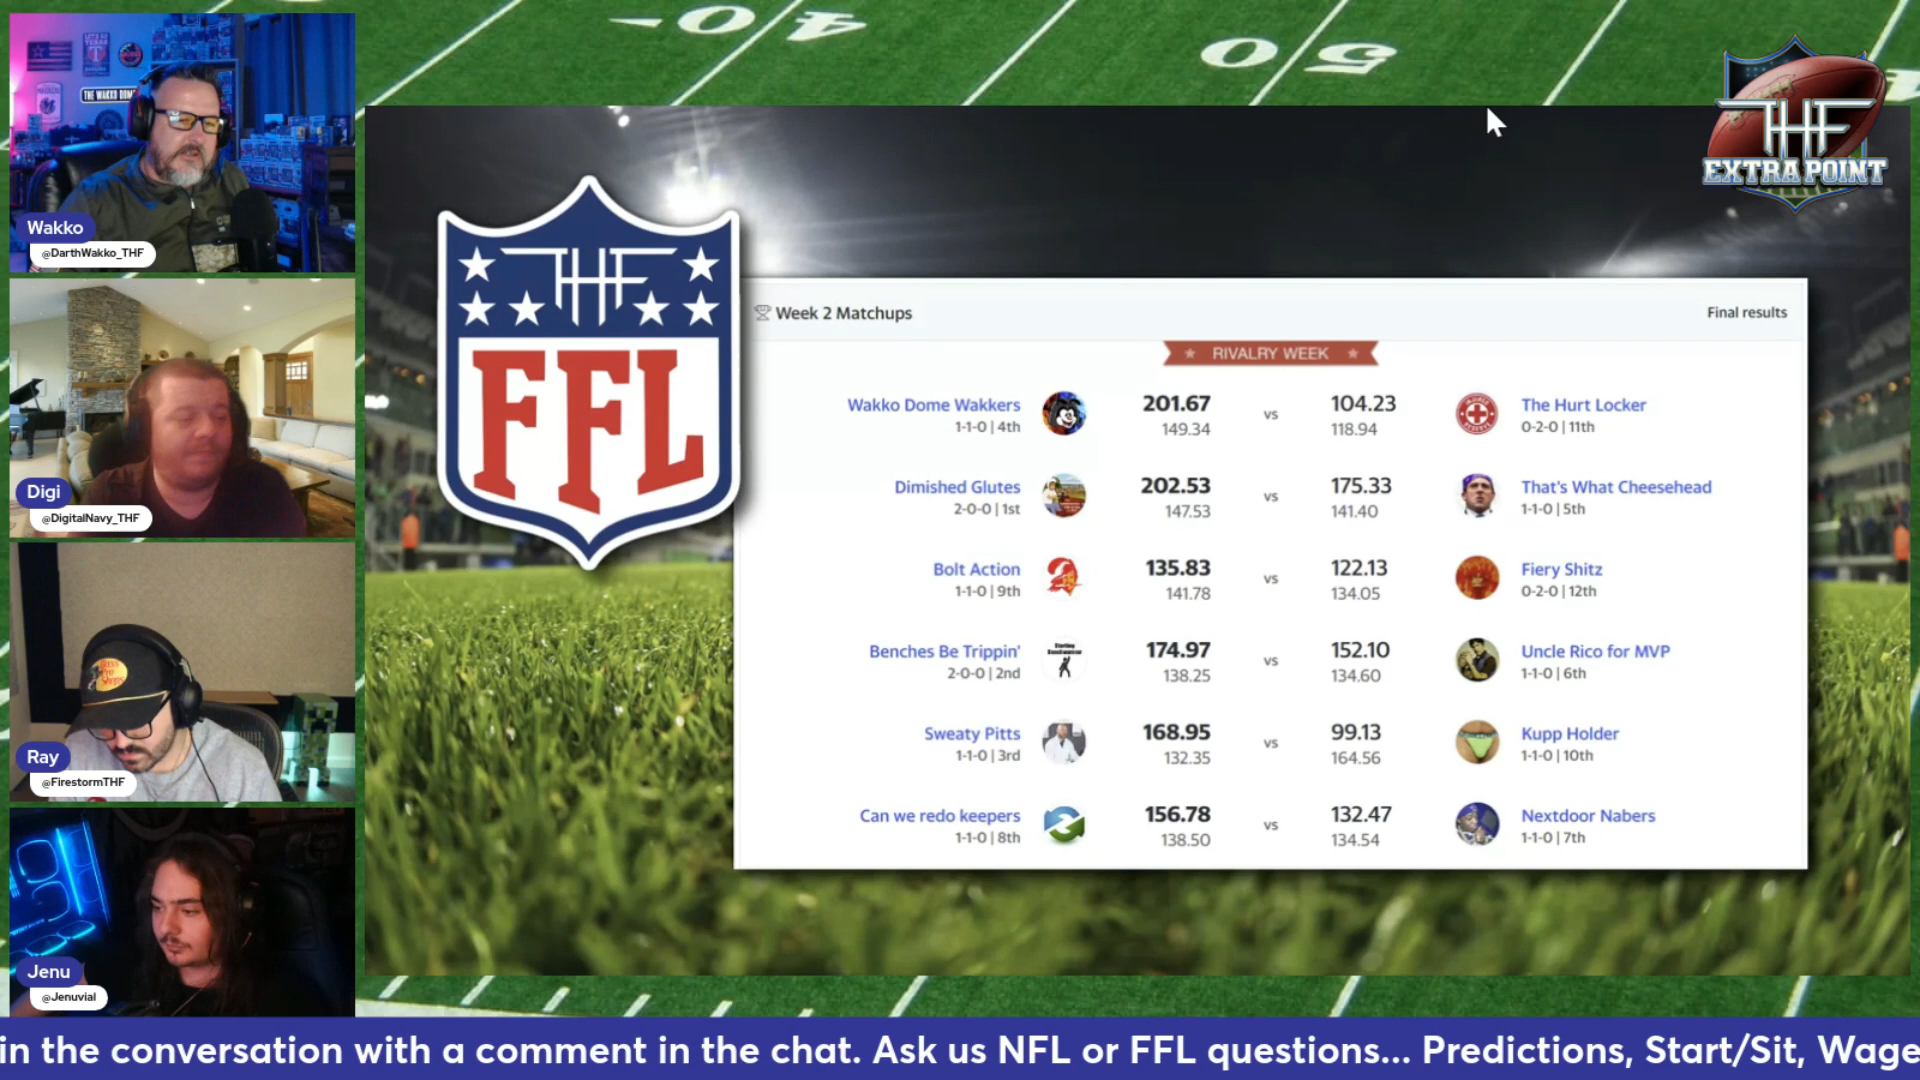 THE WAKKO DOME
Wakko
@DarthWakko_THF
Digi
@DigitalNavy_THF
Ray
@FirestormTHF
Jenu
@Jenuvial
40
50
THF
EXTRA POINT
THF
FFL
Week 2 Matchups
Final results
RIVALRY WEEK
Wakko Dome Wakkers 201.67 vs 104.23 The Hurt Locker
1-1-0 | 4th 149.34 118.94 0-2-0 | 11th
Dimished Glutes 202.53 vs 175.33 That's What Cheesehead
2-0-0 | 1st 147.53 141.40 1-1-0 | 5th
Bolt Action 135.83 vs 122.13 Fiery Shitz
1-1-0 | 9th 141.78 134.05 0-2-0 | 12th
Benches Be Trippin' 174.97 vs 152.10 Uncle Rico for MVP
2-0-0 | 2nd 138.25 134.60 1-1-0 | 6th
Sweaty Pitts 168.95 vs 99.13 Kupp Holder
1-1-0 | 3rd 132.35 164.56 1-1-0 | 10th
Can we redo keepers 156.78 vs 132.47 Nextdoor Nabers
1-1-0 | 8th 138.50 134.54 1-1-0 | 7th
in the conversation with a comment in the chat. Ask us NFL or FFL questions... Predictions, Start/Sit, Wage